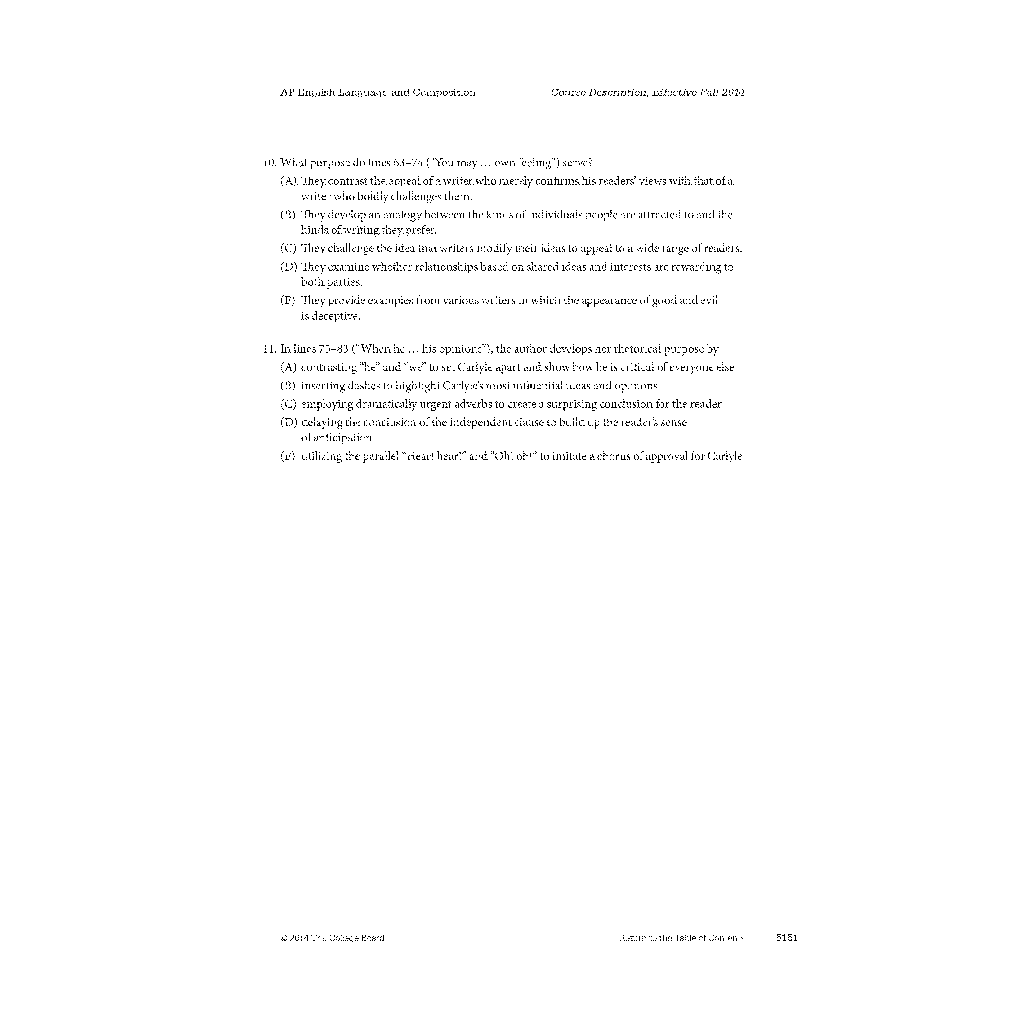 AP English Language and Composition Course Description, Effective Fall 2014
10. What purpose do lines 63–74 (“You may … own feeling”) serve?
(A) They contrast the appeal of a writer who merely confirms his readers’ views with that of a
writer who boldly challenges them.
(B) They develop an analogy between the kinds of individuals people are attracted to and the
kinds of writing they prefer.
(C) They challenge the idea that writers modify their ideas to appeal to a wide range of readers.
(D) They examine whether relationships based on shared ideas and interests are rewarding to
both parties.
(E) They provide examples from various writers in which the appearance of good and evil
is deceptive.
11. In lines 75–83 (“When he … his opinions”), the author develops her rhetorical purpose by
(A) contrasting “he” and “we” to set Carlyle apart and show how he is critical of everyone else
(B) inserting dashes to highlight Carlyle’s most influential ideas and opinions
(C) employing dramatically urgent adverbs to create a surprising conclusion for the reader
(D) delaying the conclusion of the independent clause to build up the reader’s sense
of anticipation
(E) utilizing the parallel “Hear! hear!” and “Oh! oh!” to imitate a chorus of approval for Carlyle
© 2014 The College Board Return to the Table of Contents 5151